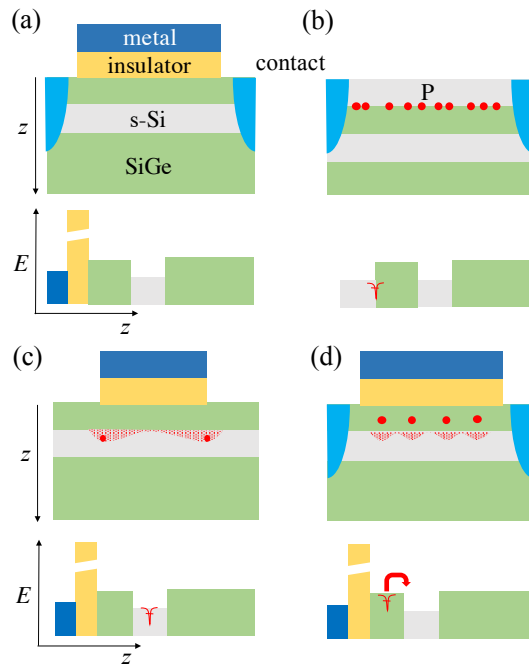 (a)
metal
insulator
contact
z
s-Si
SiGe
E
z
(b)
P
(c)
z
E
z
(d)